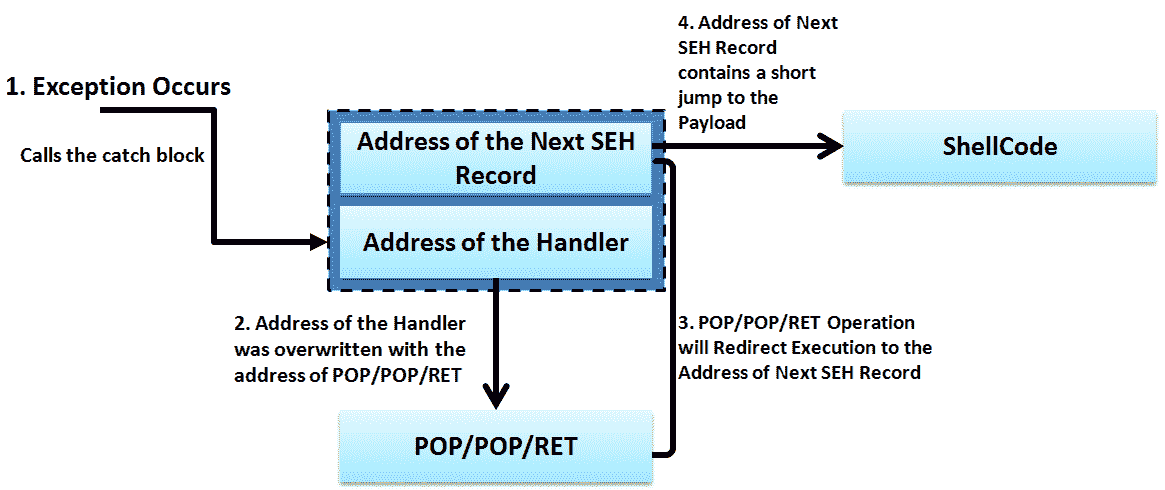 1. Exception Occurs
Calls the catch block
Address of the Next SEH
Record
Address of the Handler
2. Address of the Handler
was overwritten with the
address of POP/POP/RET
POP/POP/RET
3. POP/POP/RET Operation
will Redirect Execution to the
Address of Next SEH Record
4. Address of Next
SEH Record
contains a short
jump to the
Payload
ShellCode